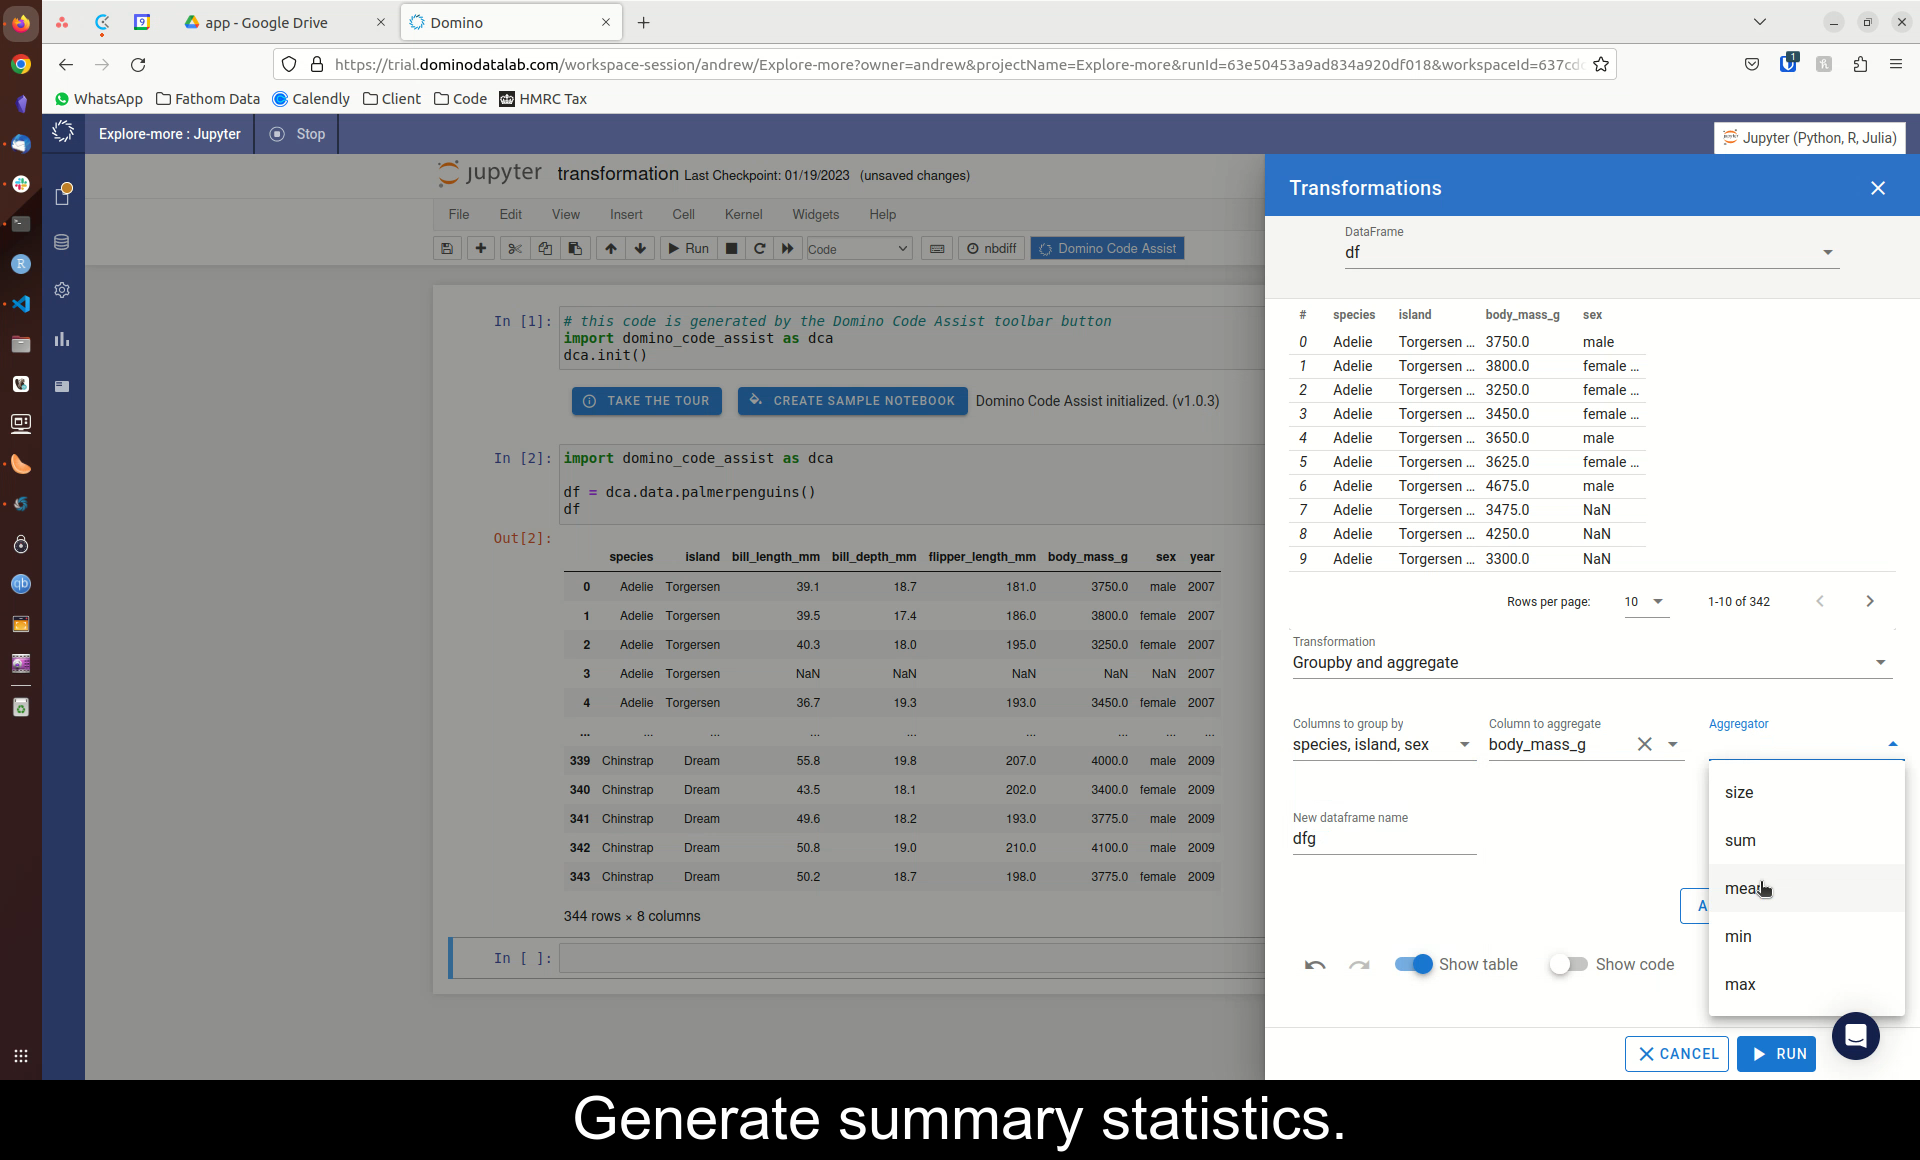 app - Google Drive
Domino
https://trial.dominodatalab.com/workspace-session/andrew/Explore-more?owner=andrew&projectName=Explore-more&runId=63e50453a9ad834a920df018&workspaceId=637cd
WhatsApp Fathom Data Calendly Client Code HMRC Tax
Explore-more : Jupyter Stop Jupyter (Python, R, Julia)
jupyter transformation Last Checkpoint: 01/19/2023 (unsaved changes)
File Edit View Insert Cell Kernel Widgets Help
Run Code nbdiff Domino Code Assist
In [1]: # this code is generated by the Domino Code Assist toolbar button
import domino_code_assist as dca
dca.init()
TAKE THE TOUR CREATE SAMPLE NOTEBOOK Domino Code Assist initialized. (v1.0.3)
In [2]: import domino_code_assist as dca
df = dca.data.palmerpenguins()
df
Out[2]:
species island bill_length_mm bill_depth_mm flipper_length_mm body_mass_g sex year
0 Adelie Torgersen 39.1 18.7 181.0 3750.0 male 2007
1 Adelie Torgersen 39.5 17.4 186.0 3800.0 female 2007
2 Adelie Torgersen 40.3 18.0 195.0 3250.0 female 2007
3 Adelie Torgersen NaN NaN NaN NaN NaN 2007
4 Adelie Torgersen 36.7 19.3 193.0 3450.0 female 2007
... ... ... ... ... ... ... ... ...
339 Chinstrap Dream 55.8 19.8 207.0 4000.0 male 2009
340 Chinstrap Dream 43.5 18.1 202.0 3400.0 female 2009
341 Chinstrap Dream 49.6 18.2 193.0 3775.0 male 2009
342 Chinstrap Dream 50.8 19.0 210.0 4100.0 male 2009
343 Chinstrap Dream 50.2 18.7 198.0 3775.0 female 2009
344 rows × 8 columns
In [ ]:
Transformations
DataFrame
df
# species island body_mass_g sex
0 Adelie Torgersen ... 3750.0 male
1 Adelie Torgersen ... 3800.0 female ...
2 Adelie Torgersen ... 3250.0 female ...
3 Adelie Torgersen ... 3450.0 female ...
4 Adelie Torgersen ... 3650.0 male
5 Adelie Torgersen ... 3625.0 female ...
6 Adelie Torgersen ... 4675.0 male
7 Adelie Torgersen ... 3475.0 NaN
8 Adelie Torgersen ... 4250.0 NaN
9 Adelie Torgersen ... 3300.0 NaN
Rows per page: 10 1-10 of 342
Transformation
Groupby and aggregate
Columns to group by Column to aggregate Aggregator
species, island, sex body_mass_g
size
sum
mean
min
max
New dataframe name
dfg
A
Show table Show code
CANCEL RUN
Generate summary statistics.